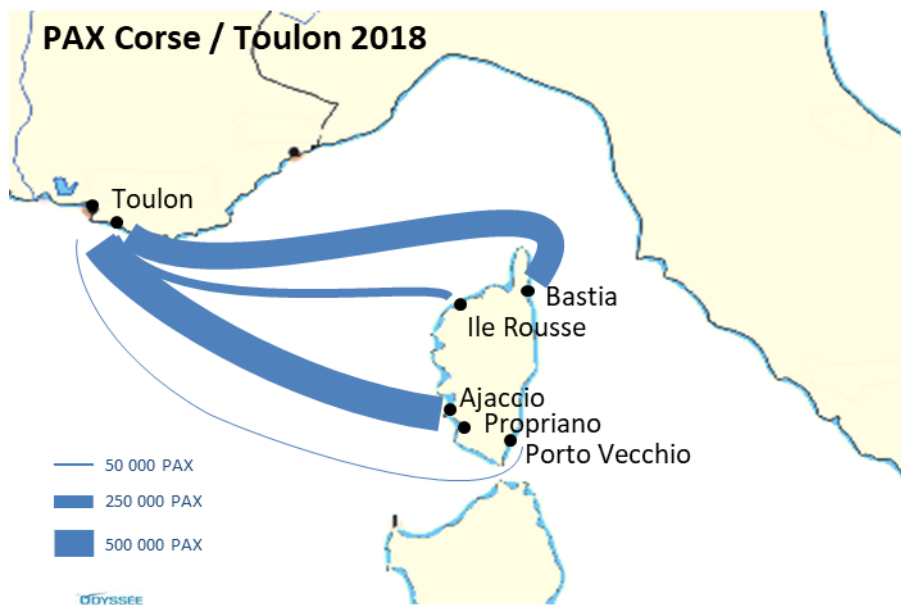 PAX Corse / Toulon 2018
Toulon
Bastia
Ile Rousse
Ajaccio
Propriano
Porto Vecchio
50 000 PAX
250 000 PAX
500 000 PAX
ODYSSÉE